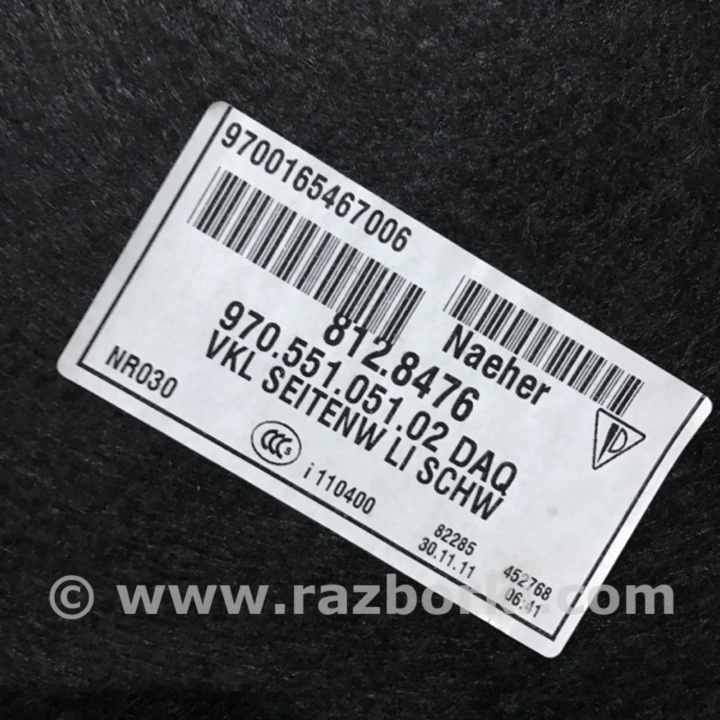 9700165467006
812.8476
Naeher
970.551.051.02 DAQ
VKL SEITENW LI SCHW
NR030
CCC S
i 110400
82285
30.11.11
452768
06:41
© www.razborka.com